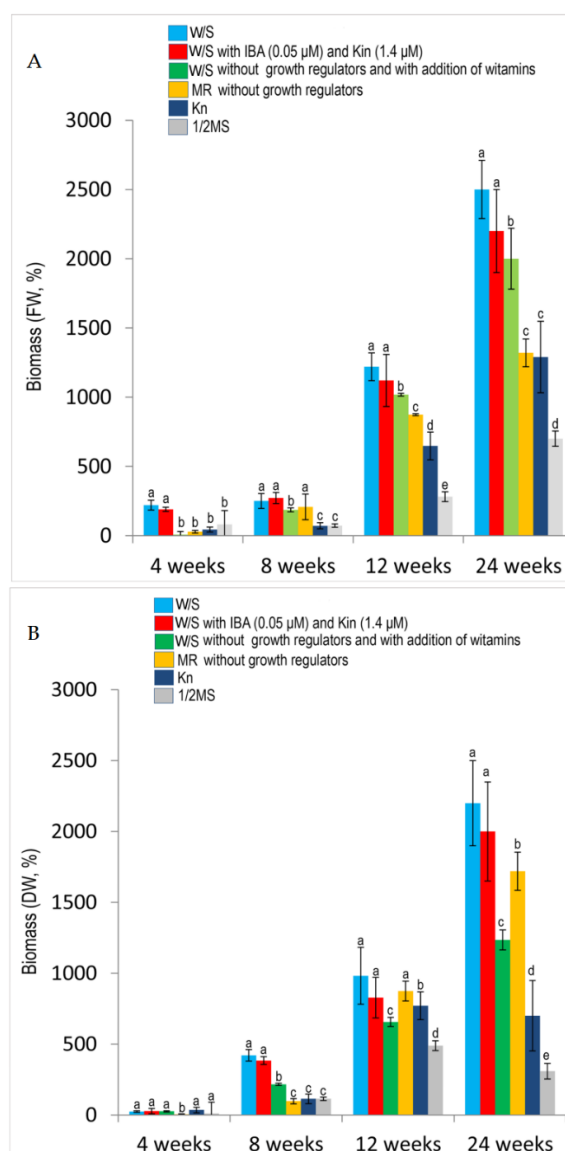 A
W/S
W/S with IBA (0.05 µM) and Kin (1.4 µM)
W/S without growth regulators and with addition of witamins
MR without growth regulators
Kn
1/2MS
Biomass (FW, %)
3000
2500
2000
1500
1000
500
0
a a b b b b
a a b a c c
a a b c d e
a a b c c d
4 weeks 8 weeks 12 weeks 24 weeks
B
W/S
W/S with IBA (0.05 µM) and Kin (1.4 µM)
W/S without growth regulators and with addition of witamins
MR without growth regulators
Kn
1/2MS
Biomass (DW, %)
3000
2500
2000
1500
1000
500
0
a a a b a a
a a b c c c
a a c a b d
a a c b d e
4 weeks 8 weeks 12 weeks 24 weeks